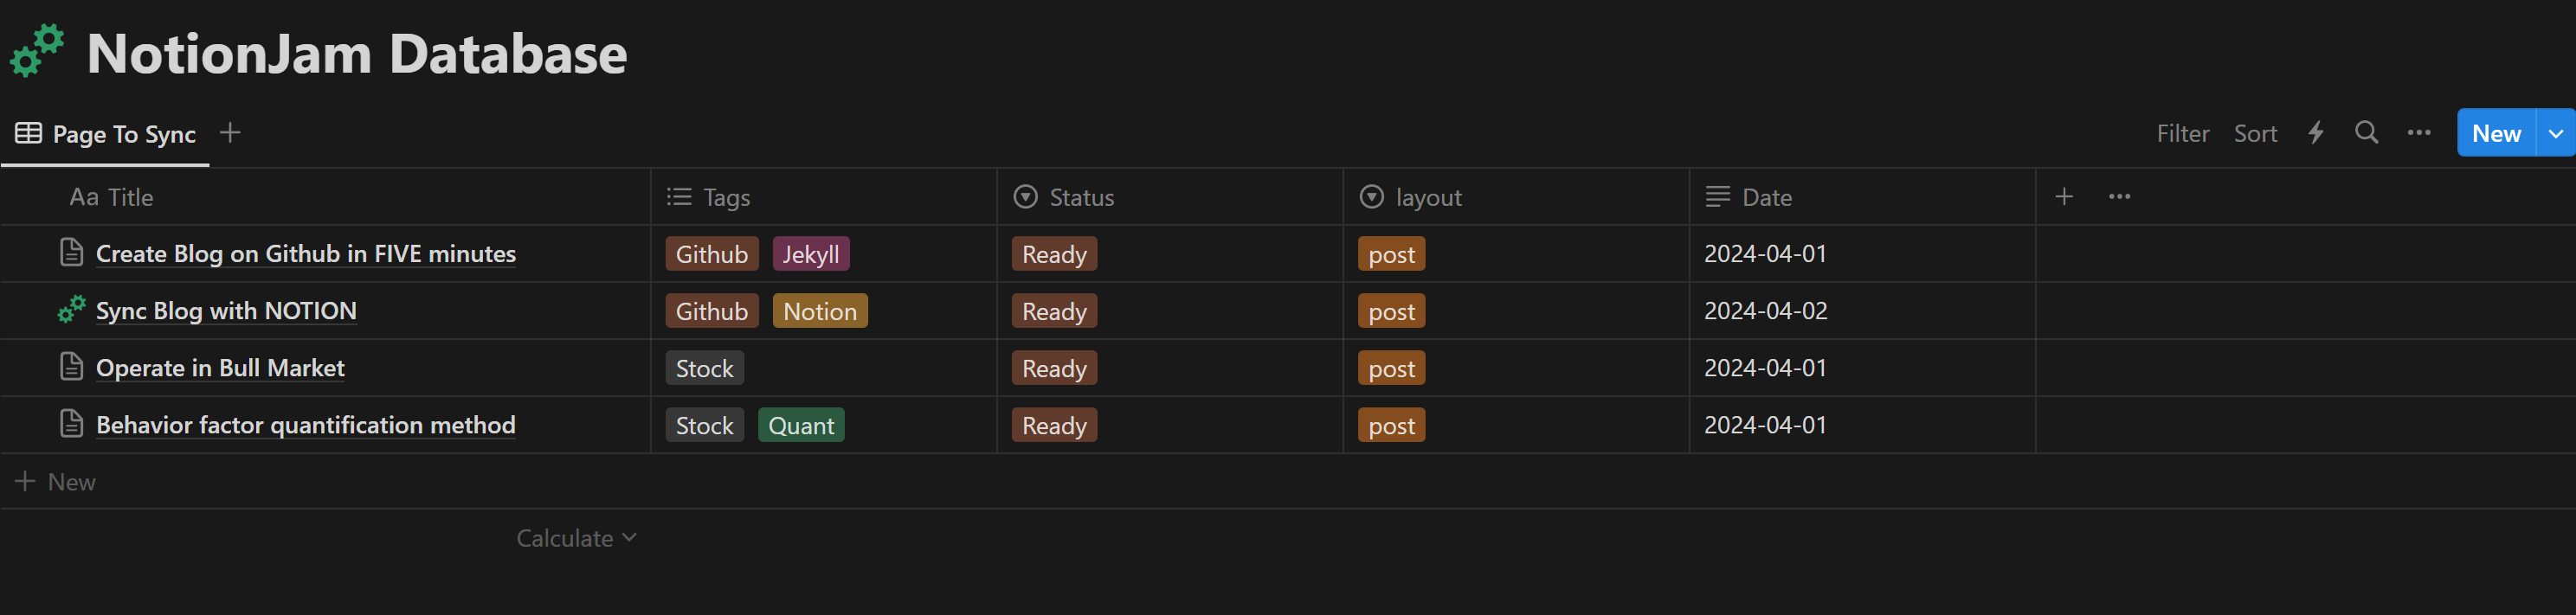 NotionJam Database
Page To Sync
Filter Sort New
Aa Title Tags Status layout Date
Create Blog on Github in FIVE minutes Github Jekyll Ready post 2024-04-01
Sync Blog with NOTION Github Notion Ready post 2024-04-02
Operate in Bull Market Stock Ready post 2024-04-01
Behavior factor quantification method Stock Quant Ready post 2024-04-01
New
Calculate